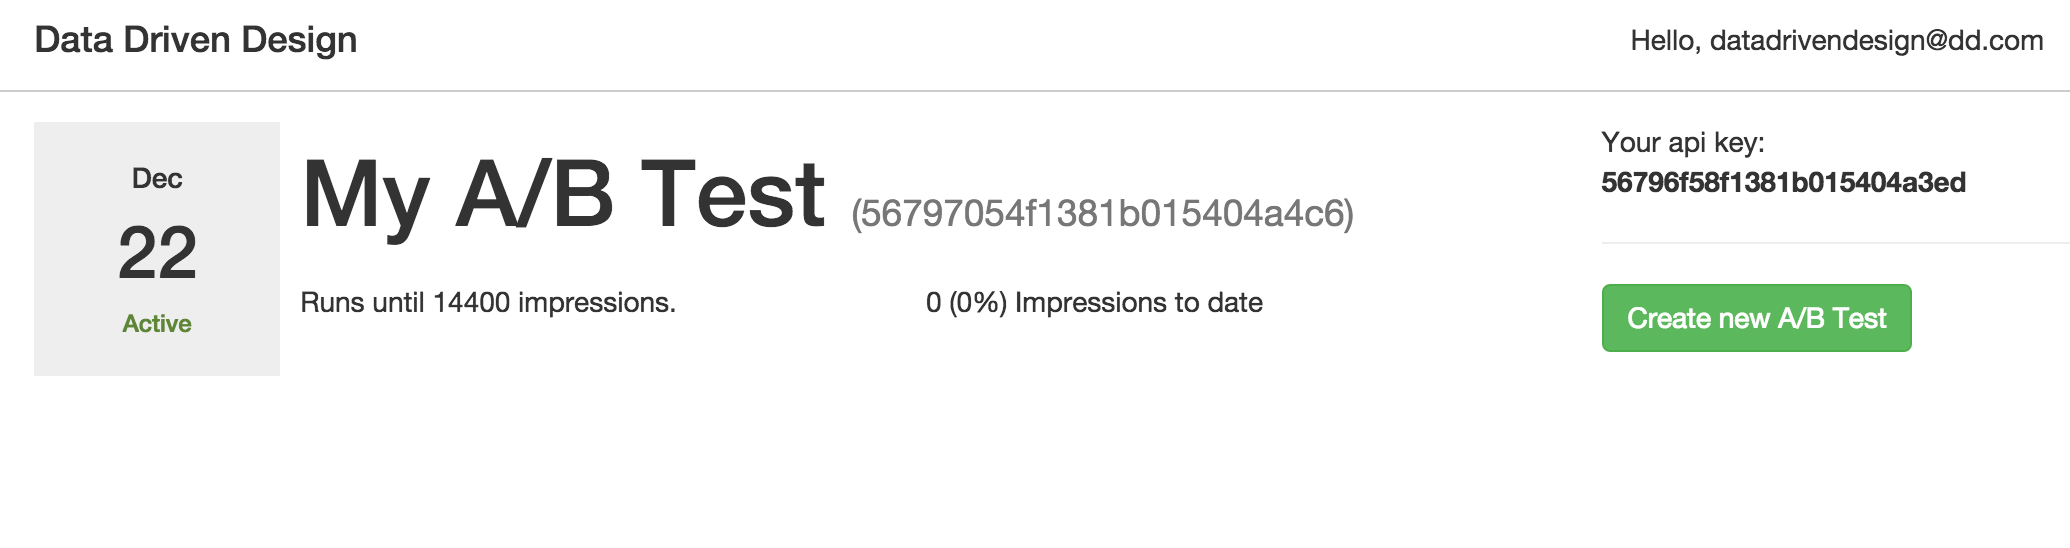 Data Driven Design
Hello, datadrivendesign@dd.com
Dec
22
Active
My A/B Test (56797054f1381b015404a4c6)
Runs until 14400 impressions.
0 (0%) Impressions to date
Your api key:
56796f58f1381b015404a3ed
Create new A/B Test